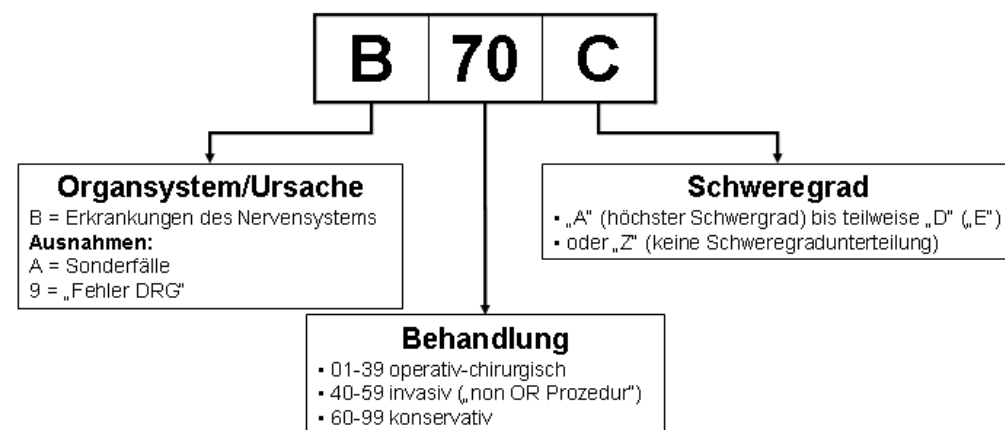 B 70 C
Organsystem/Ursache
B = Erkrankungen des Nervensystems
Ausnahmen:
A = Sonderfälle
9 = „Fehler DRG"
Schweregrad
▪ „A" (höchster Schwergrad) bis teilweise „D" („E")
▪ oder „Z" (keine Schweregradunterteilung)
Behandlung
▪ 01-39 operativ-chirurgisch
▪ 40-59 invasiv („non OR Prozedur")
▪ 60-99 konservativ